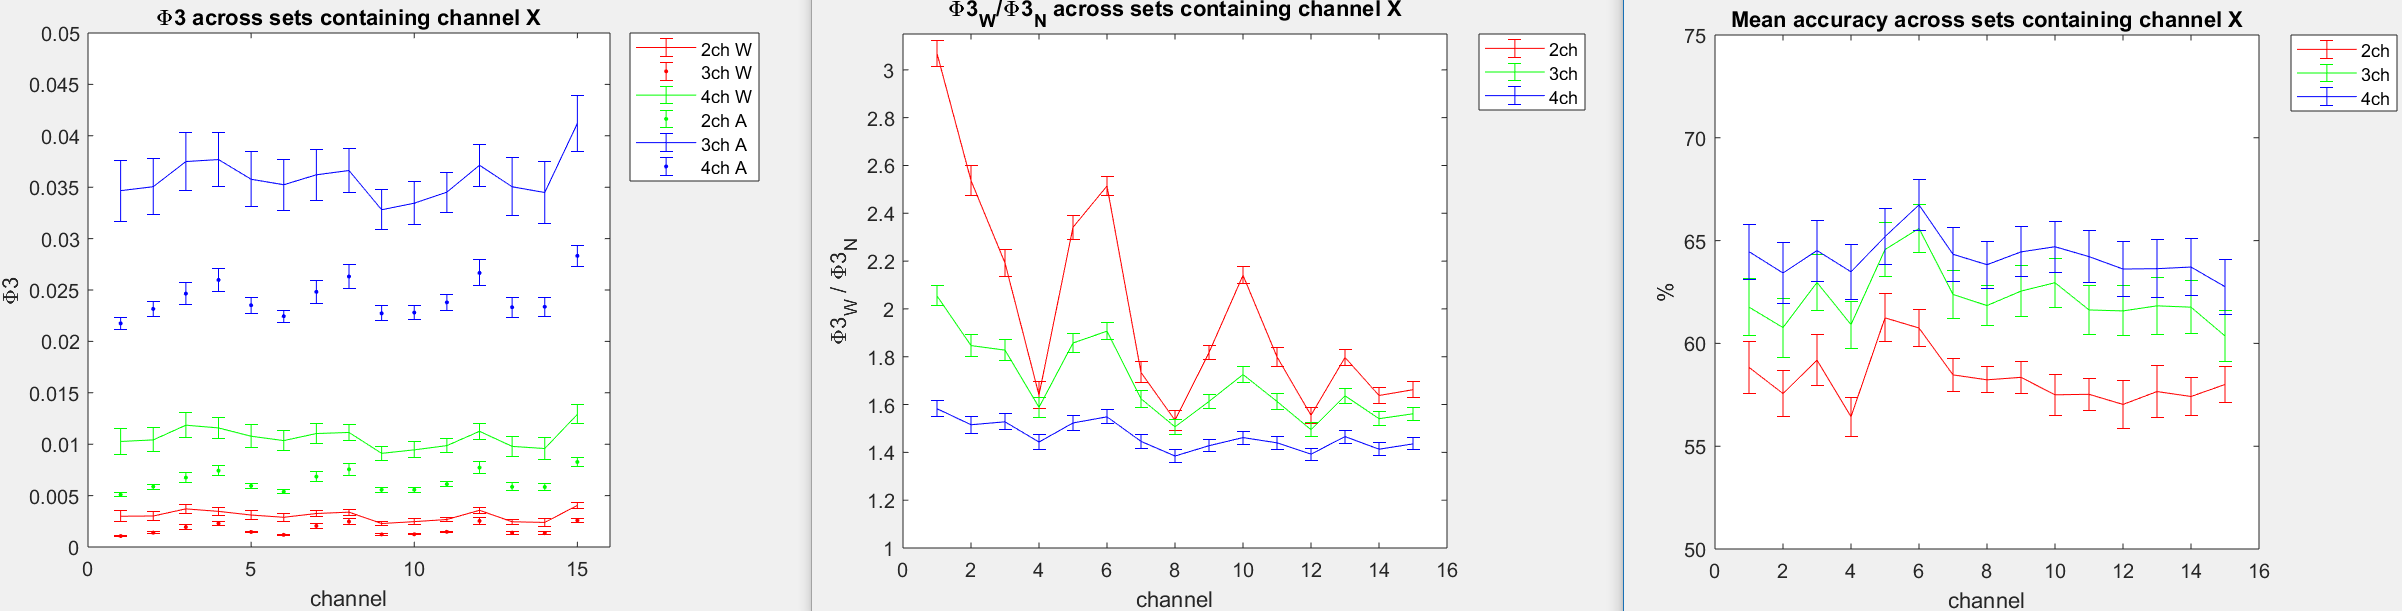 Φ3 across sets containing channel X
0.05
0.045
0.04
0.035
0.03
0.025
0.02
0.015
0.01
0.005
0
Φ3
0 5 10 15
channel
2ch W
3ch W
4ch W
2ch A
3ch A
4ch A
Φ3W/Φ3N across sets containing channel X
3
2.8
2.6
2.4
2.2
2
1.8
1.6
1.4
1.2
1
Φ3W / Φ3N
0 2 4 6 8 10 12 14 16
channel
2ch
3ch
4ch
Mean accuracy across sets containing channel X
75
70
65
60
55
50
%
0 2 4 6 8 10 12 14 16
channel
2ch
3ch
4ch